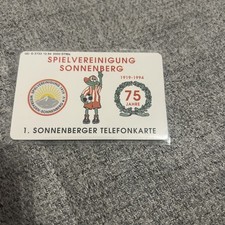 SPIELVEREINIGUNG
SONNENBERG
1919-1994
75
JAHRE
1. SONNENBERGER TELEFONKARTE